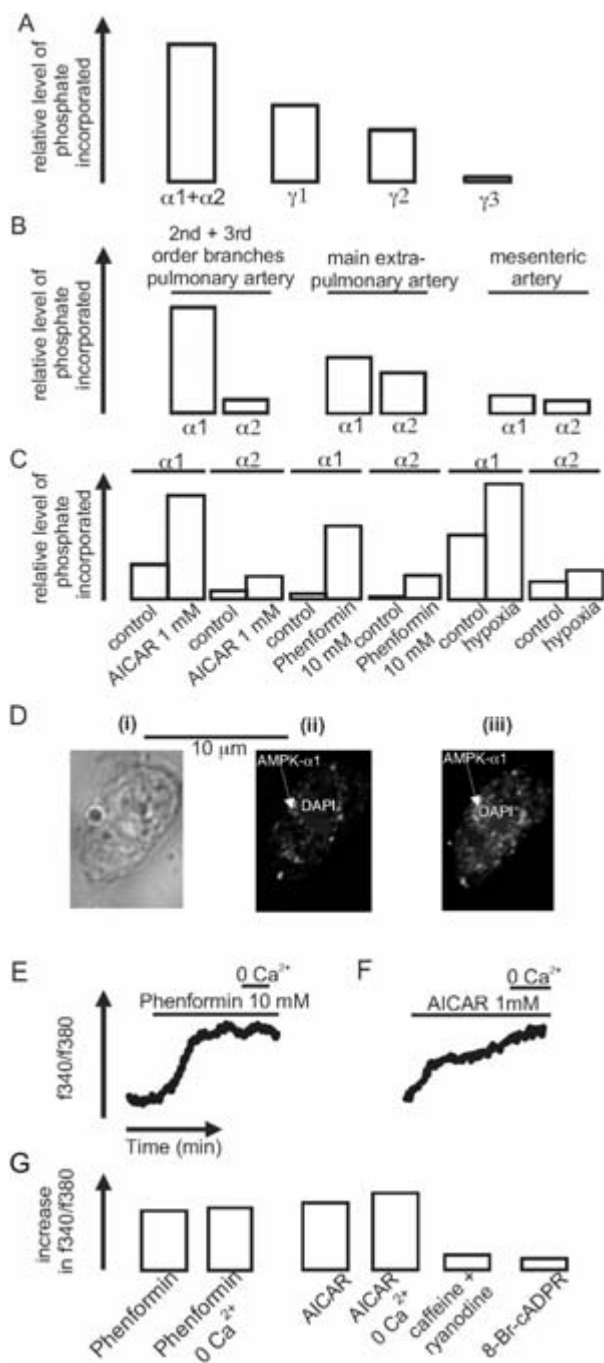 A
relative level of
phosphate
incorporated
α1+α2
γ1
γ2
γ3
B
2nd + 3rd
order branches
pulmonary artery
main extra-
pulmonary artery
mesenteric
artery
relative level of
phosphate
incorporated
α1
α2
α1
α2
α1
α2
C
α1
α2
α1
α2
α1
α2
relative level of
phosphate
incorporated
control
AICAR 1 mM
control
AICAR 1 mM
control
Phenformin
10 mM
control
Phenformin
10 mM
control
hypoxia
control
hypoxia
D
(i)
(ii)
(iii)
10 μm
AMPK-α1
DAPI
AMPK-α1
DAPI
E
0 Ca²⁺
Phenformin 10 mM
f340/f380
Time (min)
F
0 Ca²⁺
AICAR 1mM
G
increase
in f340/f380
Phenformin
Phenformin
0 Ca²⁺
AICAR
AICAR
0 Ca²⁺
caffeine +
ryanodine
8-Br-cADPR